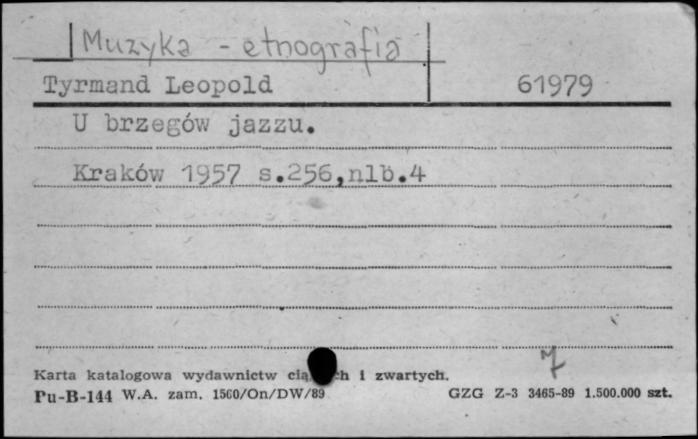 Muzyka - etnografia
Tyrmand Leopold 61979
U brzegów jazzu.
Kraków 1957 s.256,nlb.4
Karta katalogowa wydawnictw i zwartych.
Pu-B-144 W.A. zam. 1560/On/DW/89 GZG Z-3 3465-89 1.500.000 szt.